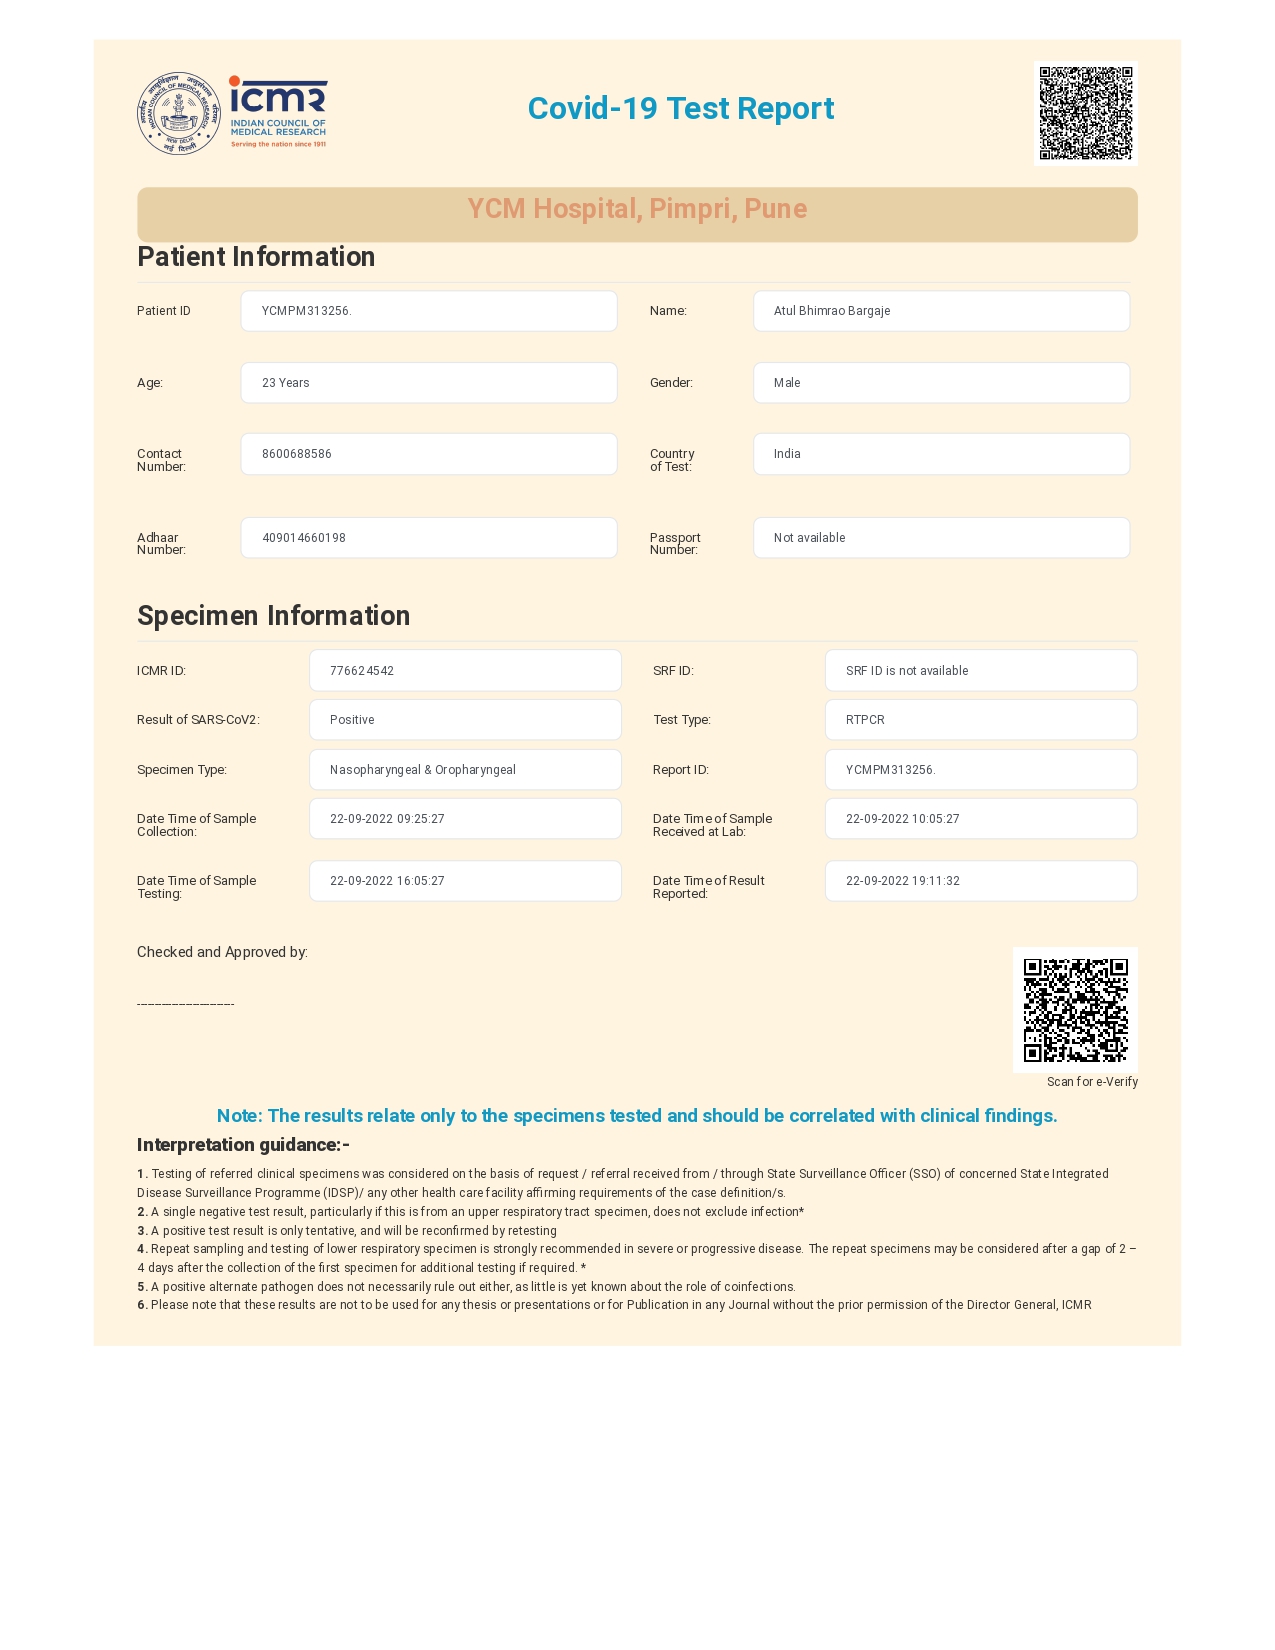 icmr
INDIAN COUNCIL OF
MEDICAL RESEARCH
Serving the nation since 1911
Covid-19 Test Report
YCM Hospital, Pimpri, Pune
Patient Information
Patient ID YCMPM313256. Name: Atul Bhimrao Bargaje
Age: 23 Years Gender: Male
Contact Number: 8600688586 Country of Test: India
Adhaar Number: 409014660198 Passport Number: Not available
Specimen Information
ICMR ID: 776624542 SRF ID: SRF ID is not available
Result of SARS-CoV2: Positive Test Type: RTPCR
Specimen Type: Nasopharyngeal & Oropharyngeal Report ID: YCMPM313256.
Date Time of Sample Collection: 22-09-2022 09:25:27 Date Time of Sample Received at Lab: 22-09-2022 10:05:27
Date Time of Sample Testing: 22-09-2022 16:05:27 Date Time of Result Reported: 22-09-2022 19:11:32
Checked and Approved by:
----------------------------
Scan for e-Verify
Note: The results relate only to the specimens tested and should be correlated with clinical findings.
Interpretation guidance:-
1. Testing of referred clinical specimens was considered on the basis of request / referral received from / through State Surveillance Officer (SSO) of concerned State Integrated
Disease Surveillance Programme (IDSP)/ any other health care facility affirming requirements of the case definition/s.
2. A single negative test result, particularly if this is from an upper respiratory tract specimen, does not exclude infection*
3. A positive test result is only tentative, and will be reconfirmed by retesting
4. Repeat sampling and testing of lower respiratory specimen is strongly recommended in severe or progressive disease. The repeat specimens may be considered after a gap of 2 –
4 days after the collection of the first specimen for additional testing if required. *
5. A positive alternate pathogen does not necessarily rule out either, as little is yet known about the role of coinfections.
6. Please note that these results are not to be used for any thesis or presentations or for Publication in any Journal without the prior permission of the Director General, ICMR